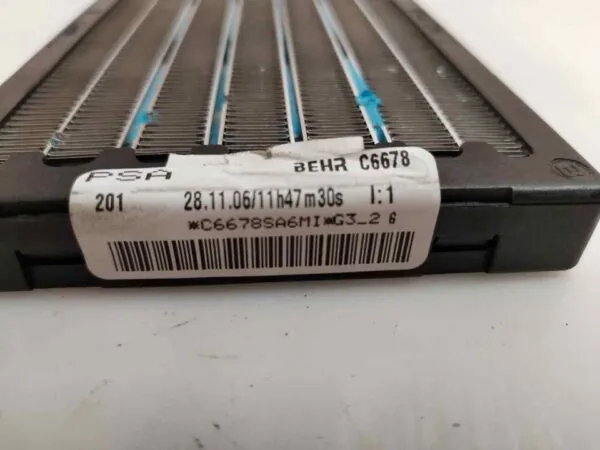 PSA BEHR C6678
201 28.11.06/11h47m30s I:1
*C6678SA6MI*G3_2 G